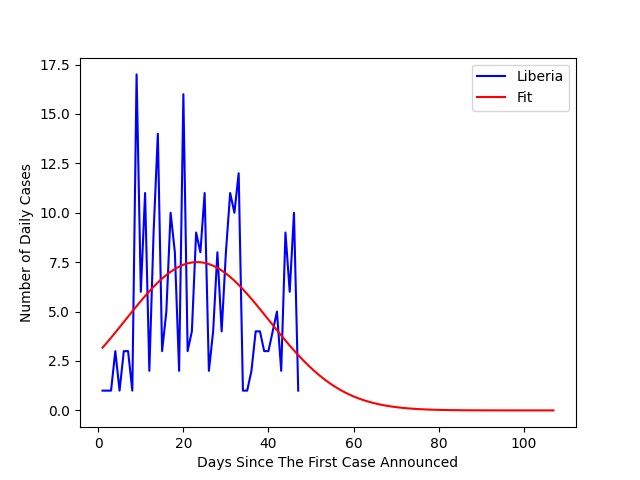 Liberia
Fit
17.5
15.0
12.5
10.0
7.5
5.0
2.5
0.0
Number of Daily Cases
0 20 40 60 80 100
Days Since The First Case Announced